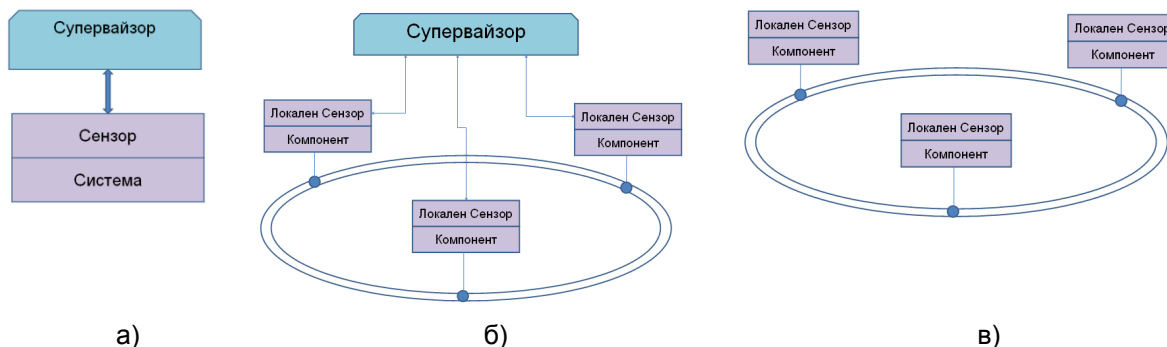 Супервайзор
Сензор
Система
а)
Супервайзор
Локален Сензор
Компонент
Локален Сензор
Компонент
Локален Сензор
Компонент
б)
Локален Сензор
Компонент
Локален Сензор
Компонент
Локален Сензор
Компонент
в)